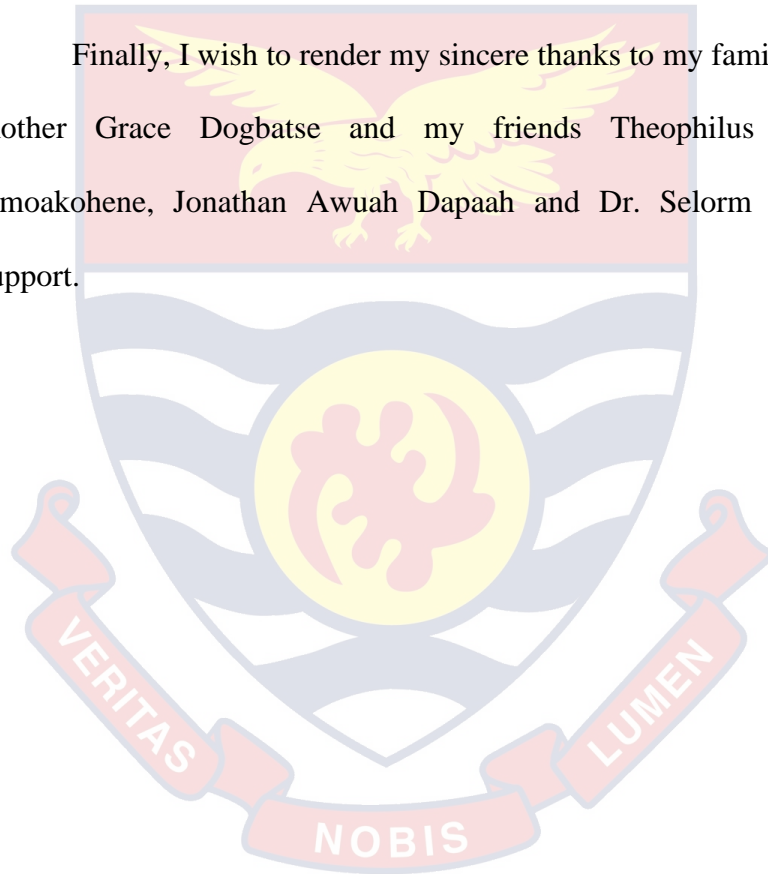 Finally, I wish to render my sincere thanks to my fami
other Grace Dogbatse and my friends Theophilus
moakohene, Jonathan Awuah Dapaah and Dr. Selorm
upport.
VERITAS
NOBIS
LUMEN